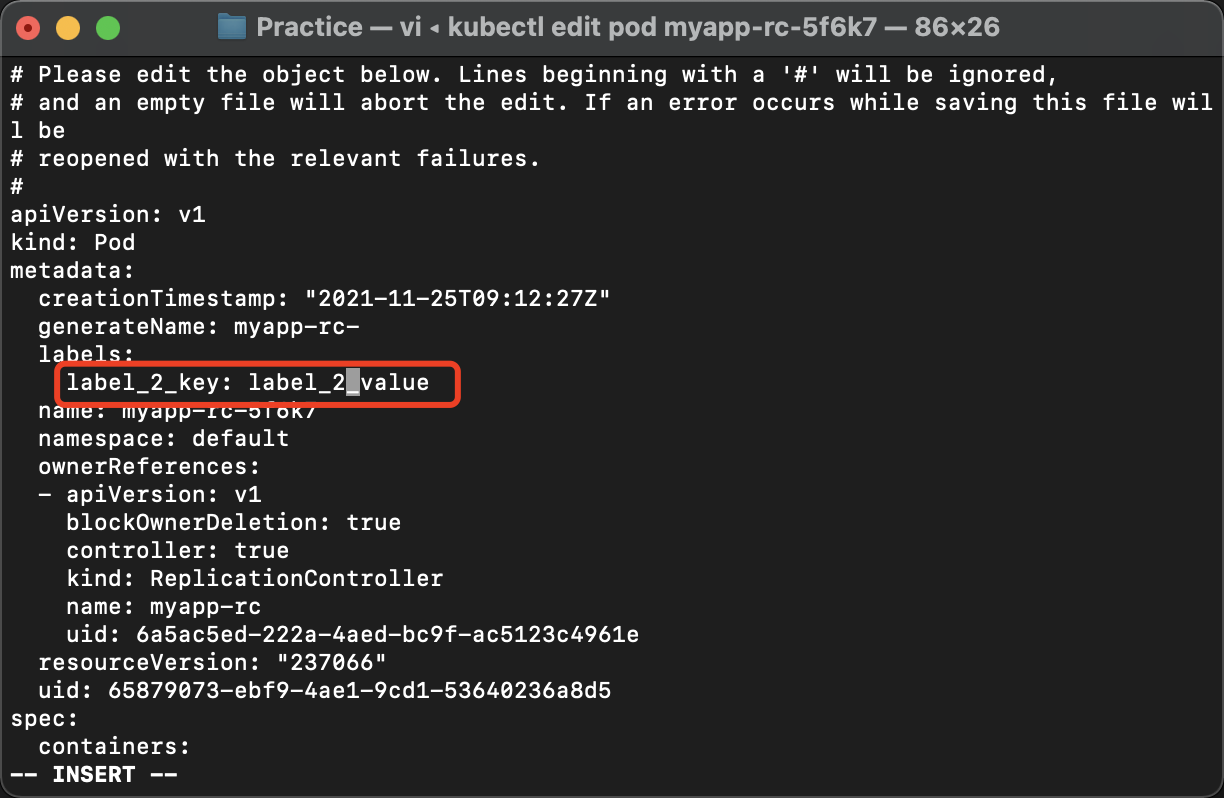 Practice — vi ◂ kubectl edit pod myapp-rc-5f6k7 — 86×26
# Please edit the object below. Lines beginning with a '#' will be ignored,
# and an empty file will abort the edit. If an error occurs while saving this file wil
l be
# reopened with the relevant failures.
#
apiVersion: v1
kind: Pod
metadata:
  creationTimestamp: "2021-11-25T09:12:27Z"
  generateName: myapp-rc-
  labels:
    label_2_key: label_2_value
  name: myapp-rc-5f6k7
  namespace: default
  ownerReferences:
  - apiVersion: v1
    blockOwnerDeletion: true
    controller: true
    kind: ReplicationController
    name: myapp-rc
    uid: 6a5ac5ed-222a-4aed-bc9f-ac5123c4961e
  resourceVersion: "237066"
  uid: 65879073-ebf9-4ae1-9cd1-53640236a8d5
spec:
  containers:
-- INSERT --